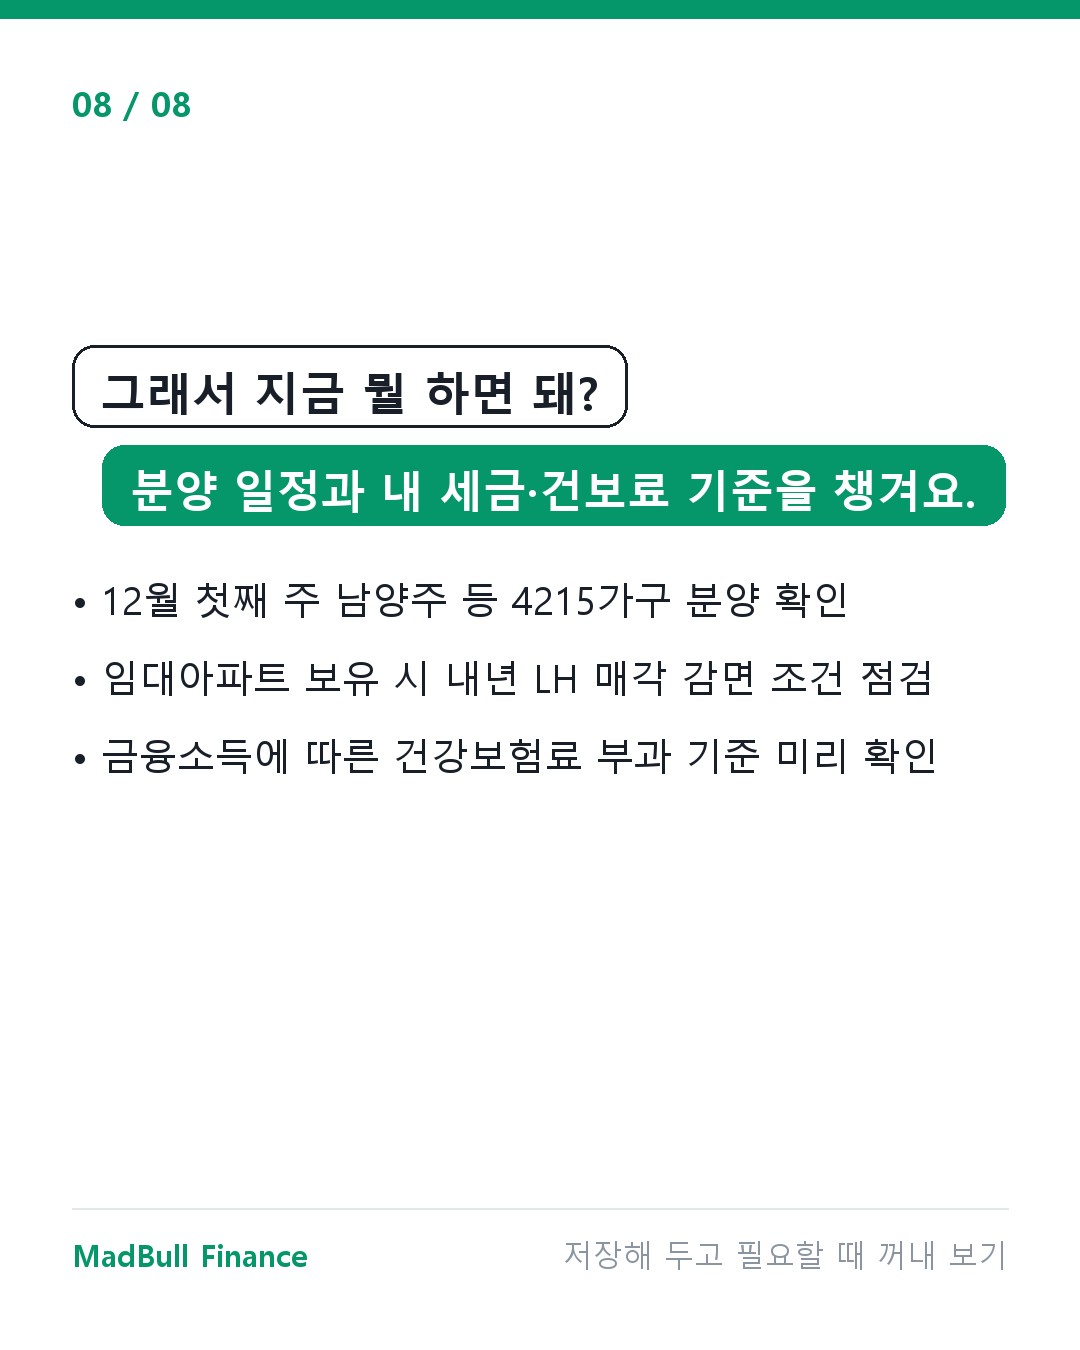 08 / 08
그래서 지금 뭘 하면 돼?
분양 일정과 내 세금·건보료 기준을 챙겨요.
• 12월 첫째 주 남양주 등 4215가구 분양 확인
• 임대아파트 보유 시 내년 LH 매각 감면 조건 점검
• 금융소득에 따른 건강보험료 부과 기준 미리 확인
MadBull Finance
저장해 두고 필요할 때 꺼내 보기